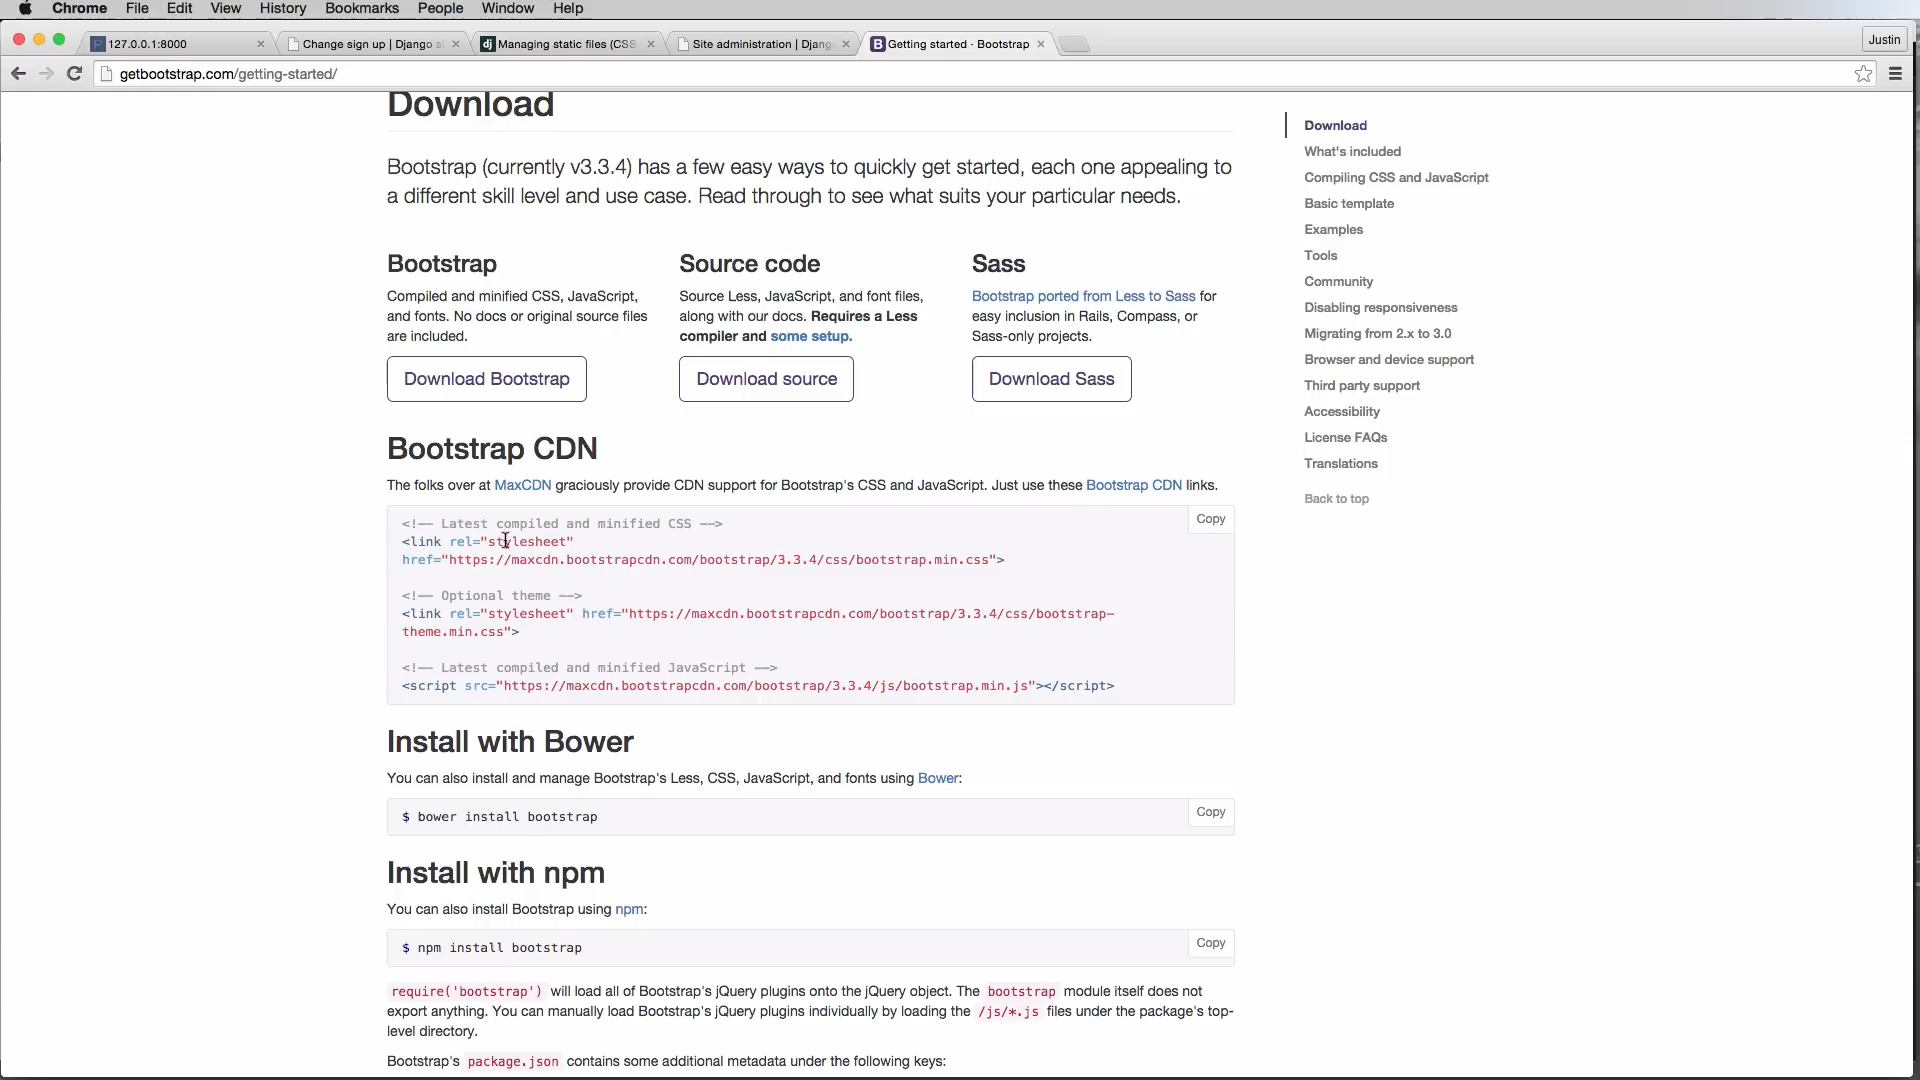 Chrome File Edit View History Bookmarks People Window Help
127.0.0.1:8000 × Change sign up | Django si × Managing static files (CSS × Site administration | Djang × Getting started · Bootstrap × Justin
getbootstrap.com/getting-started/
Download
Bootstrap (currently v3.3.4) has a few easy ways to quickly get started, each one appealing to
a different skill level and use case. Read through to see what suits your particular needs.
Bootstrap
Compiled and minified CSS, JavaScript,
and fonts. No docs or original source files
are included.
Download Bootstrap
Source code
Source Less, JavaScript, and font files,
along with our docs. Requires a Less
compiler and some setup.
Download source
Sass
Bootstrap ported from Less to Sass for
easy inclusion in Rails, Compass, or
Sass-only projects.
Download Sass
Bootstrap CDN
The folks over at MaxCDN graciously provide CDN support for Bootstrap's CSS and JavaScript. Just use these Bootstrap CDN links.
Copy
<!-- Latest compiled and minified CSS -->
<link rel="stylesheet"
href="https://maxcdn.bootstrapcdn.com/bootstrap/3.3.4/css/bootstrap.min.css">
<!-- Optional theme -->
<link rel="stylesheet" href="https://maxcdn.bootstrapcdn.com/bootstrap/3.3.4/css/bootstrap-
theme.min.css">
<!-- Latest compiled and minified JavaScript -->
<script src="https://maxcdn.bootstrapcdn.com/bootstrap/3.3.4/js/bootstrap.min.js"></script>
Install with Bower
You can also install and manage Bootstrap's Less, CSS, JavaScript, and fonts using Bower:
$ bower install bootstrap
Copy
Install with npm
You can also install Bootstrap using npm:
$ npm install bootstrap
Copy
require('bootstrap') will load all of Bootstrap's jQuery plugins onto the jQuery object. The bootstrap module itself does not
export anything. You can manually load Bootstrap's jQuery plugins individually by loading the /js/*.js files under the package's top-
level directory.
Bootstrap's package.json contains some additional metadata under the following keys:
Download
What's included
Compiling CSS and JavaScript
Basic template
Examples
Tools
Community
Disabling responsiveness
Migrating from 2.x to 3.0
Browser and device support
Third party support
Accessibility
License FAQs
Translations
Back to top